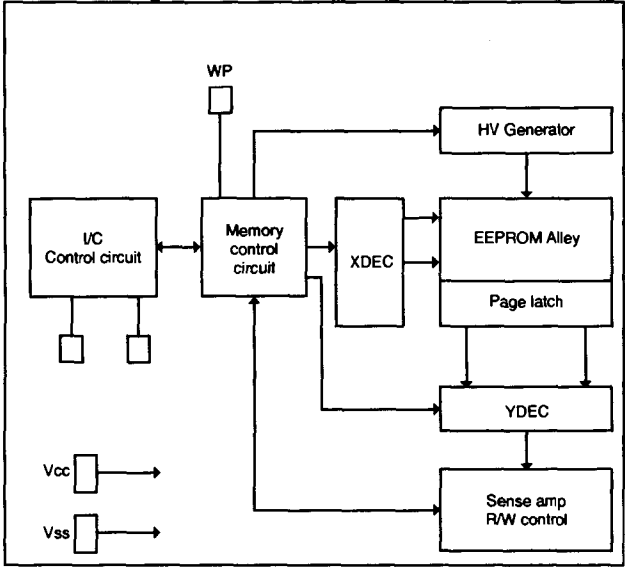 WP
HV Generator
I/C
Control circuit
Memory
control
circuit
XDEC
EEPROM Alley
Page latch
YDEC
Vcc
Sense amp
R/W control
Vss